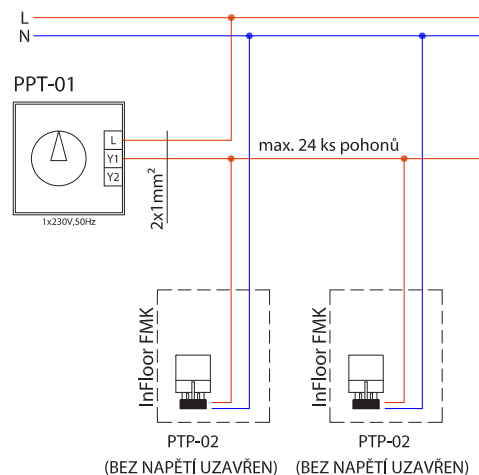 L
N
PPT-01
L
Y1
Y2
1x230V,50Hz
2x1mm²
max. 24 ks pohonů
InFloor FMK
InFloor FMK
PTP-02
(BEZ NAPĚTÍ UZAVŘEN)
PTP-02
(BEZ NAPĚTÍ UZAVŘEN)